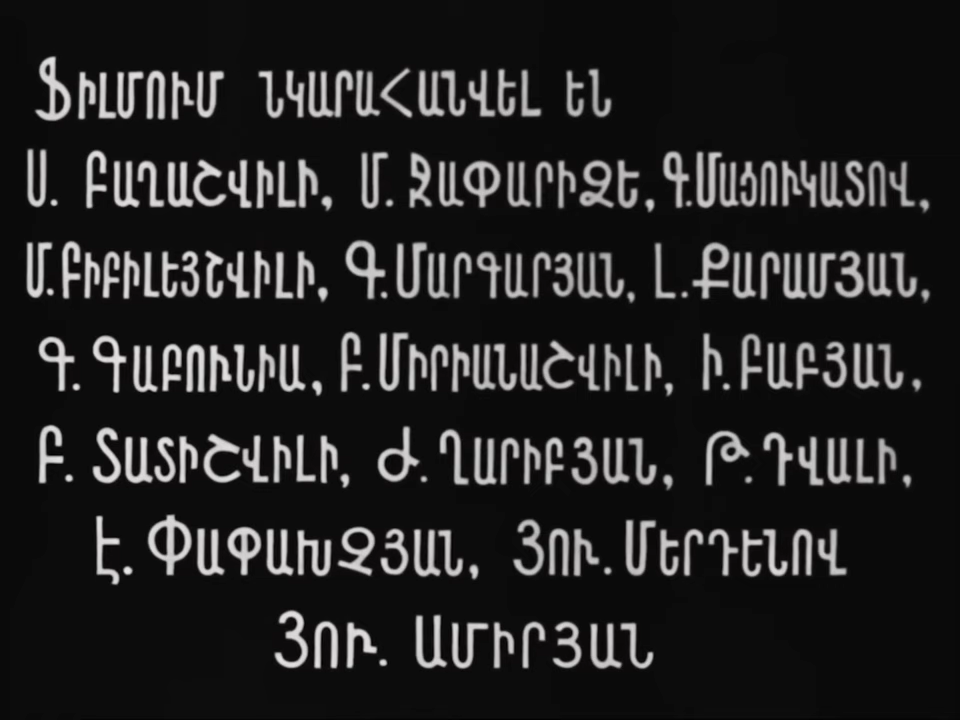 Ֆիլմում նկարահանվել են
Ս. Բաղաշվիլի, Մ. Ջափարիձե, Գ. Մացուկատով,
Մ. Բիբիլեյշվիլի, Գ. Մարգարյան, Լ. Քարամյան,
Գ. Գաբունիա, Բ. Միրիանաշվիլի, Ի. Բաբյան,
Բ. Տատիշվիլի, Ժ. Ղարիբյան, Թ. Դվալի,
Է. Փափախչյան, Յու. Մերդենով
Յու. Ամիրյան